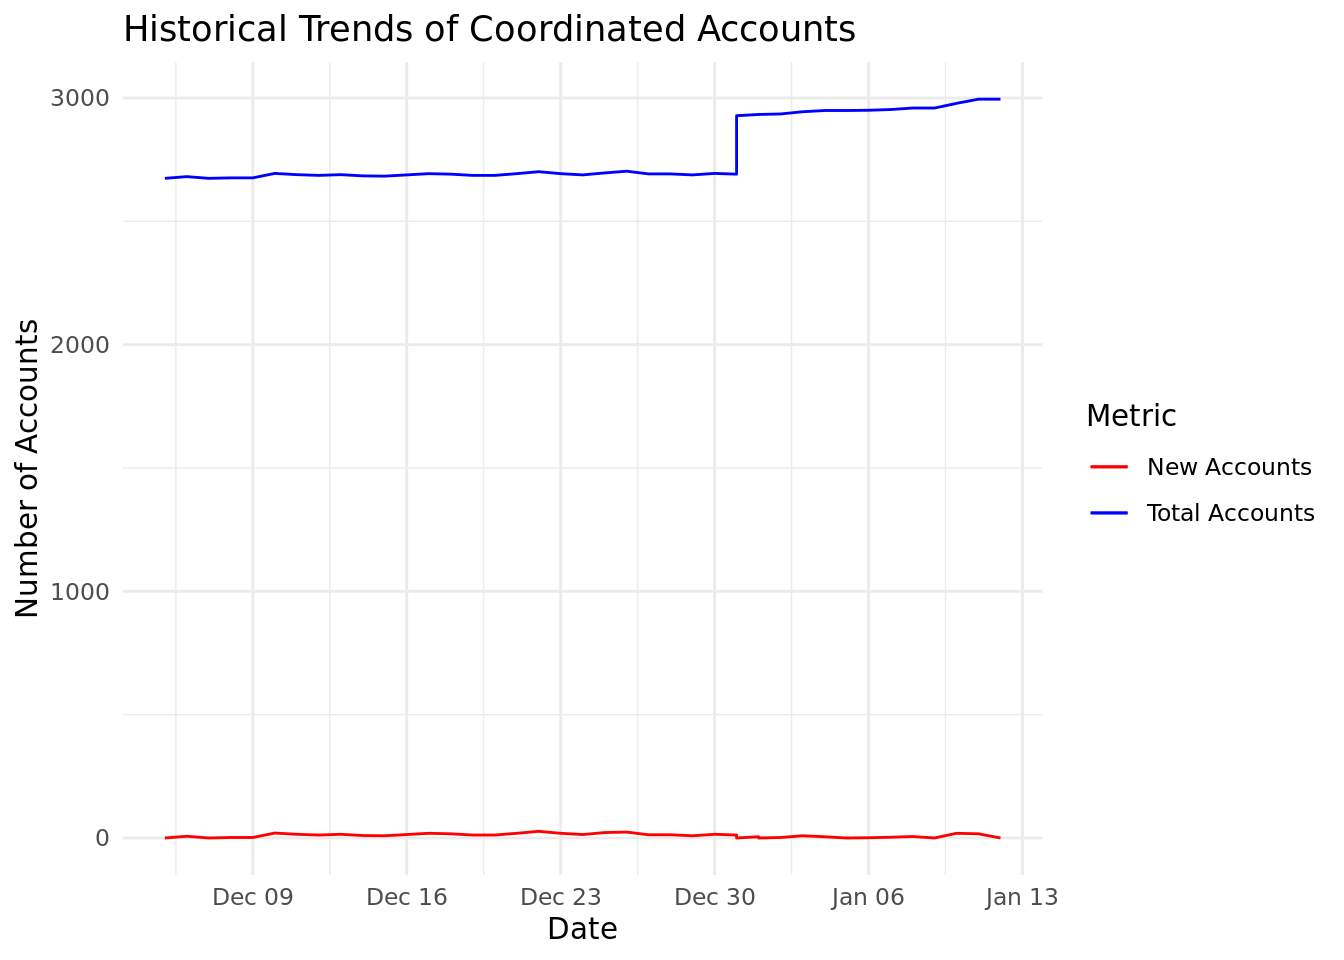 Historical Trends of Coordinated Accounts
Number of Accounts
3000
2000
1000
0
Dec 09
Dec 16
Dec 23
Dec 30
Jan 06
Jan 13
Date
Metric
New Accounts
Total Accounts